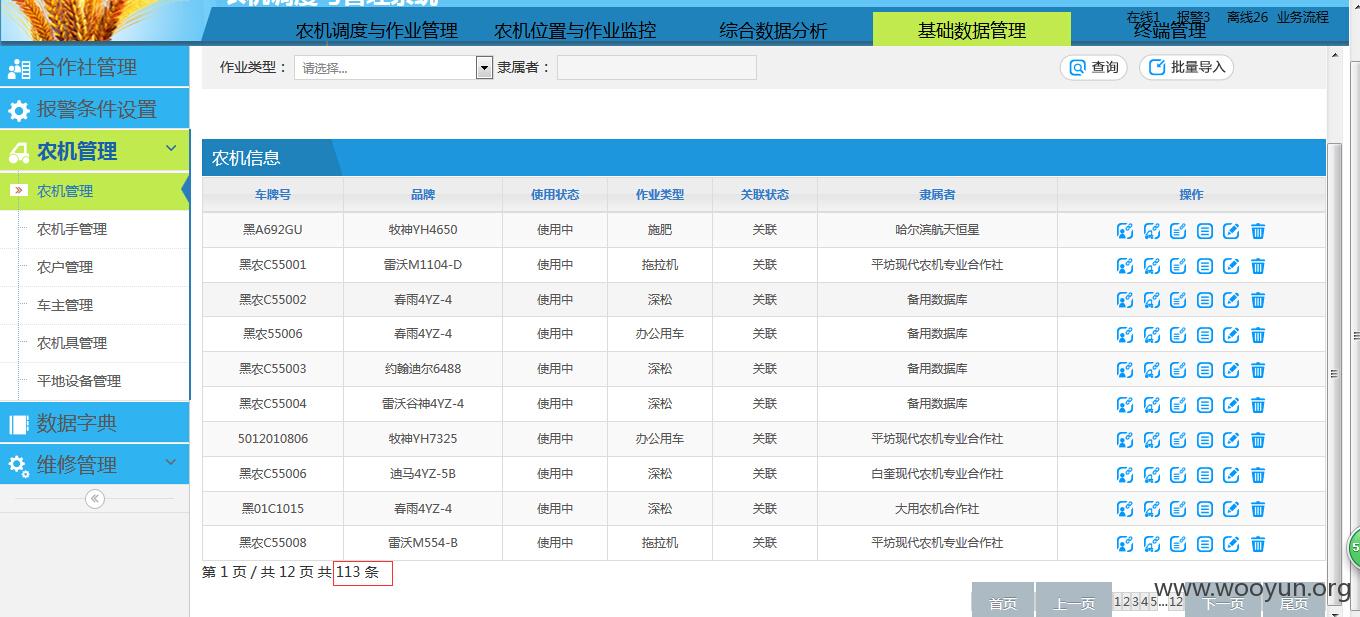 农机调度与管理系统
在线1 报警3 离线26 业务流程
农机调度与作业管理 农机位置与作业监控 综合数据分析 基础数据管理 终端管理
合作社管理
报警条件设置
农机管理
农机管理
农机手管理
农户管理
车主管理
农机具管理
平地设备管理
数据字典
维修管理
作业类型： 请选择... 隶属者： 查询 批量导入
农机信息
车牌号 品牌 使用状态 作业类型 关联状态 隶属者 操作
黑A692GU 牧神YH4650 使用中 施肥 关联 哈尔滨航天恒星
黑农C55001 雷沃M1104-D 使用中 拖拉机 关联 平坊现代农机专业合作社
黑农C55002 春雨4YZ-4 使用中 深松 关联 备用数据库
黑农55006 春雨4YZ-4 使用中 办公用车 关联 备用数据库
黑农C55003 约翰迪尔6488 使用中 深松 关联 备用数据库
黑农C55004 雷沃谷神4YZ-4 使用中 深松 关联 备用数据库
5012010806 牧神YH7325 使用中 办公用车 关联 平坊现代农机专业合作社
黑农C55006 迪马4YZ-5B 使用中 深松 关联 白奎现代农机专业合作社
黑01C1015 春雨4YZ-4 使用中 深松 关联 大用农机合作社
黑农C55008 雷沃M554-B 使用中 拖拉机 关联 平坊现代农机专业合作社
第 1 页 / 共 12 页 共 113 条
首页 上一页 1 2 3 4 5 ... 12 下一页 尾页
www.wooyun.org